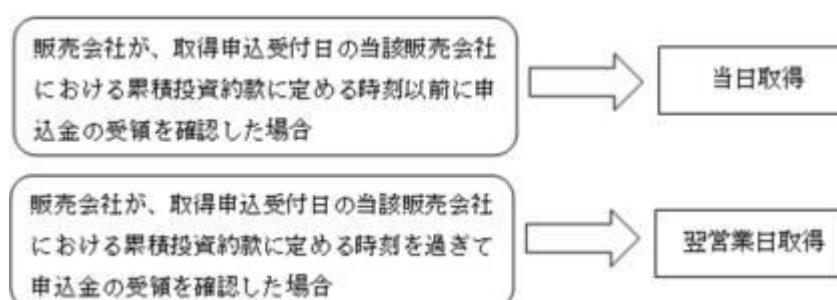 販売会社が、取得申込受付日の当該販売会社
における累積投資約款に定める時刻以前に申
込金の受領を確認した場合
当日取得
販売会社が、取得申込受付日の当該販売会社
における累積投資約款に定める時刻を過ぎて
申込金の受領を確認した場合
翌営業日取得